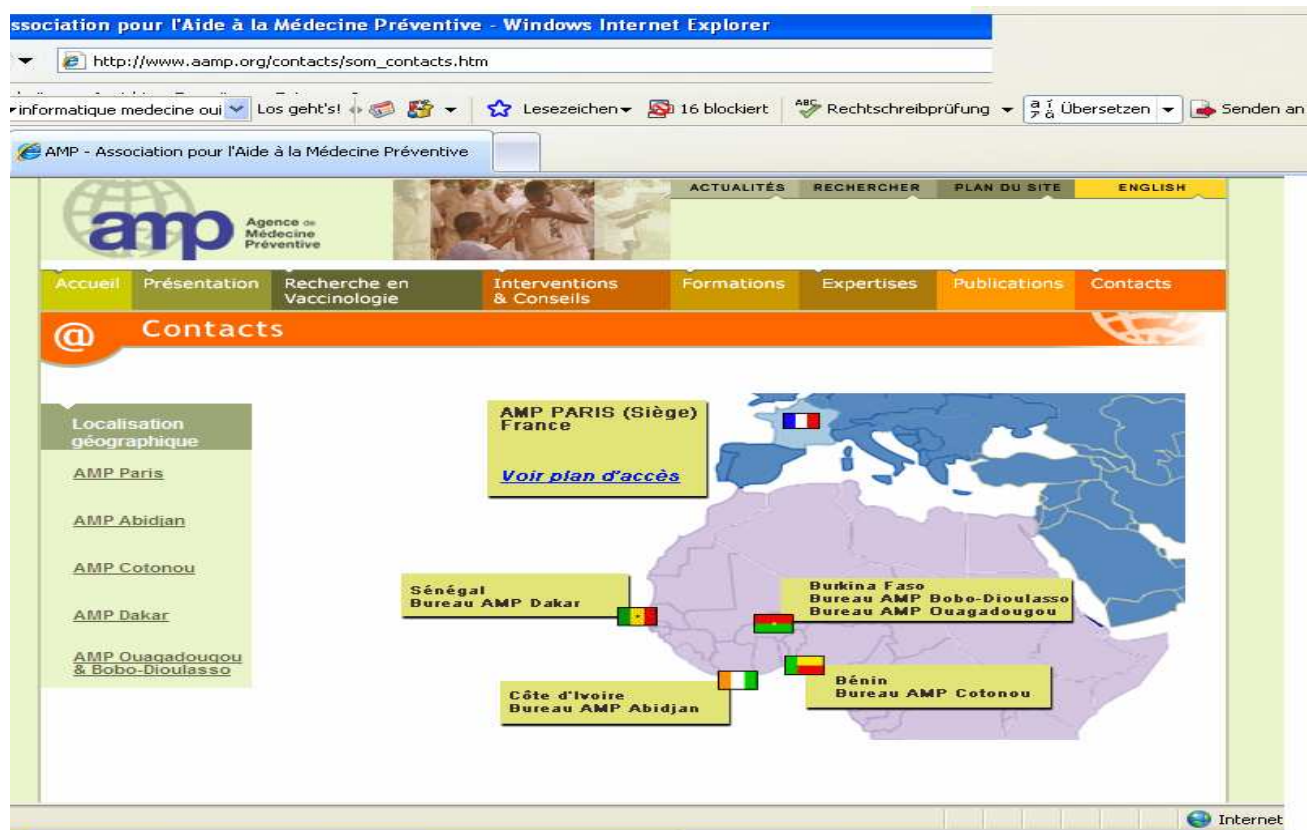 ssociation pour l'Aide à la Médecine Préventive - Windows Internet Explorer
http://www.aamp.org/contacts/som_contacts.htm
informatique medecine oui Los geht's! Lesezeichen 16 blockiert Rechtschreibprüfung Übersetzen Senden an
AMP - Association pour l'Aide à la Médecine Préventive
ACTUALITÉS RECHERCHER PLAN DU SITE ENGLISH
amp
Agence de
Médecine
Préventive
Accueil Présentation Recherche en Vaccinologie Interventions & Conseils Formations Expertises Publications Contacts
@ Contacts
Localisation
géographique
AMP Paris
AMP Abidjan
AMP Cotonou
AMP Dakar
AMP Ouagadougou
& Bobo-Dioulasso
AMP PARIS (Siège)
France
Voir plan d'accès
Sénégal
Bureau AMP Dakar
Burkina Faso
Bureau AMP Bobo-Dioulasso
Bureau AMP Ouagadougou
Bénin
Bureau AMP Cotonou
Côte d'Ivoire
Bureau AMP Abidjan
Internet